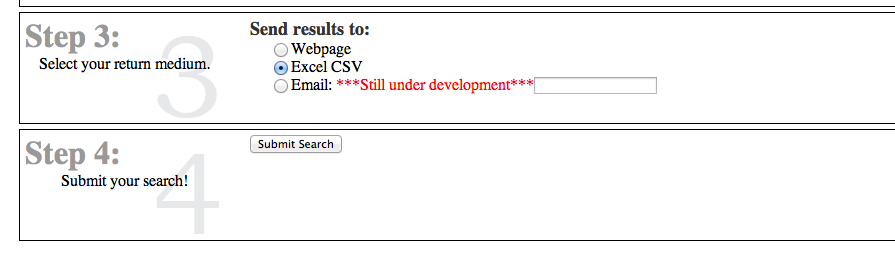 Step 3:
3
Select your return medium.
Send results to:
Webpage
Excel CSV
Email: ***Still under development***
Step 4:
4
Submit your search!
Submit Search